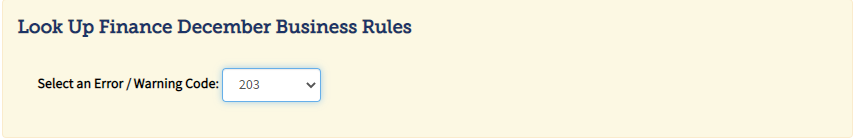 Look Up Finance December Business Rules
Select an Error / Warning Code: 203